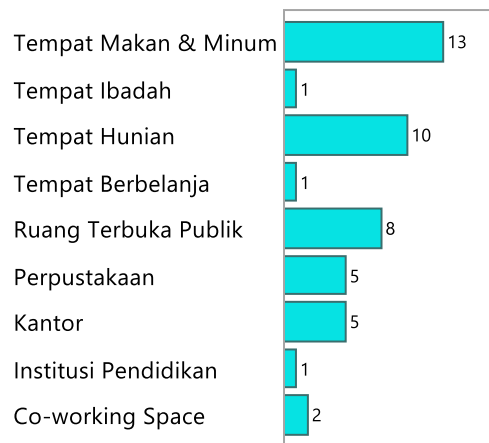 Tempat Makan & Minum 13
Tempat Ibadah 1
Tempat Hunian 10
Tempat Berbelanja 1
Ruang Terbuka Publik 8
Perpustakaan 5
Kantor 5
Institusi Pendidikan 1
Co-working Space 2